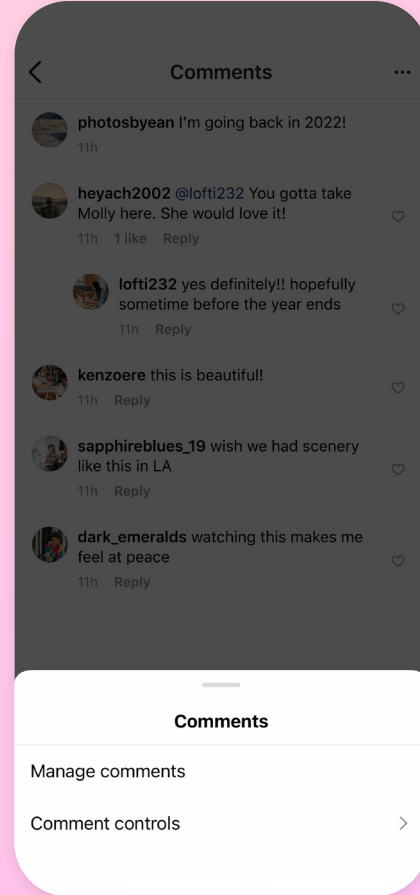 Comments
photosbyean I'm going back in 2022!
11h
heyach2002 @lofti232 You gotta take
Molly here. She would love it!
11h 1 like Reply
lofti232 yes definitely!! hopefully
sometime before the year ends
11h Reply
kenzoere this is beautiful!
11h Reply
sapphireblues_19 wish we had scenery
like this in LA
11h Reply
dark_emeralds watching this makes me
feel at peace
11h Reply
Comments
Manage comments
Comment controls